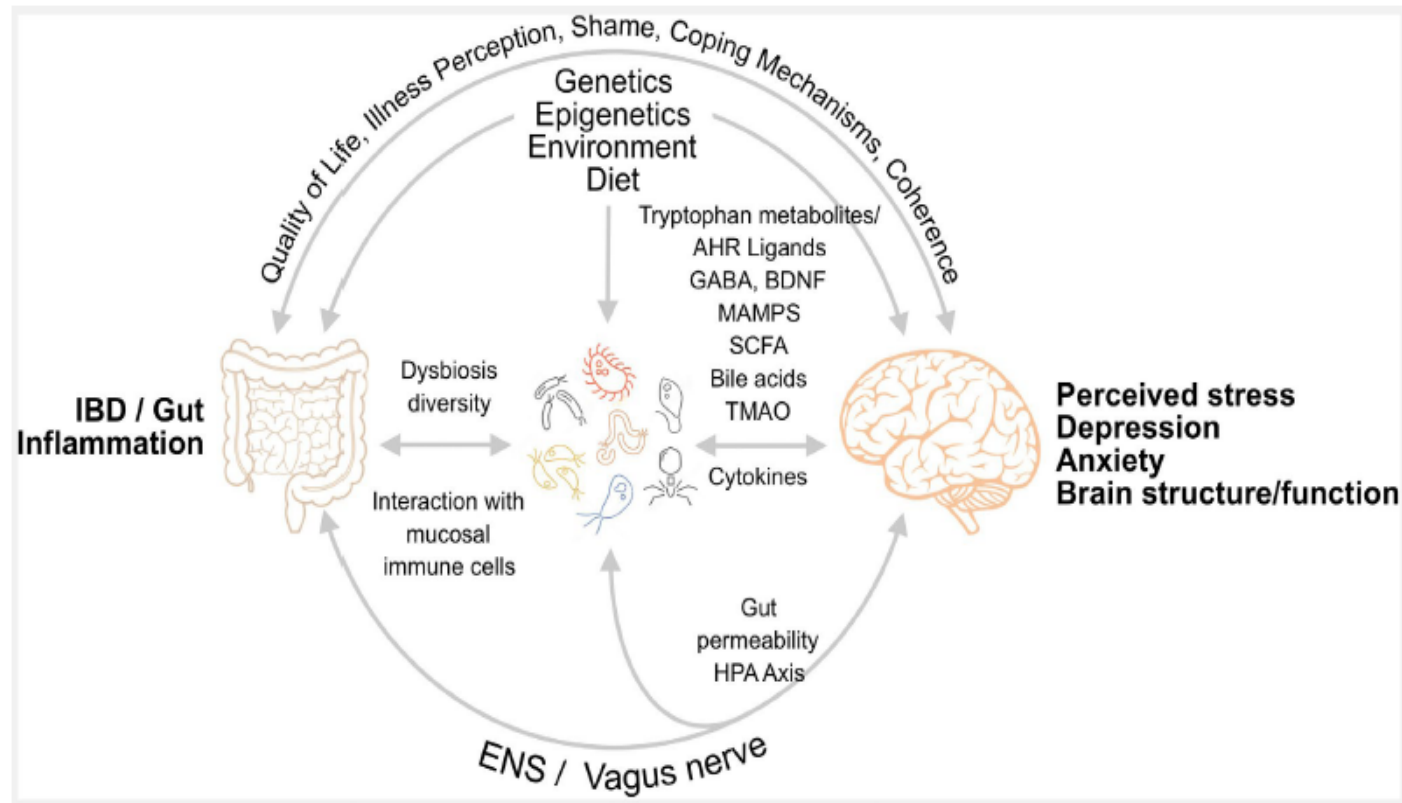 Quality of Life, Illness Perception, Shame, Coping Mechanisms, Coherence
Genetics
Epigenetics
Environment
Diet
Tryptophan metabolites/
AHR Ligands
GABA, BDNF
MAMPS
SCFA
Bile acids
TMAO
Cytokines
Dysbiosis
diversity
Interaction with
mucosal
immune cells
IBD / Gut
Inflammation
Perceived stress
Depression
Anxiety
Brain structure/function
Gut
permeability
HPA Axis
ENS / Vagus nerve